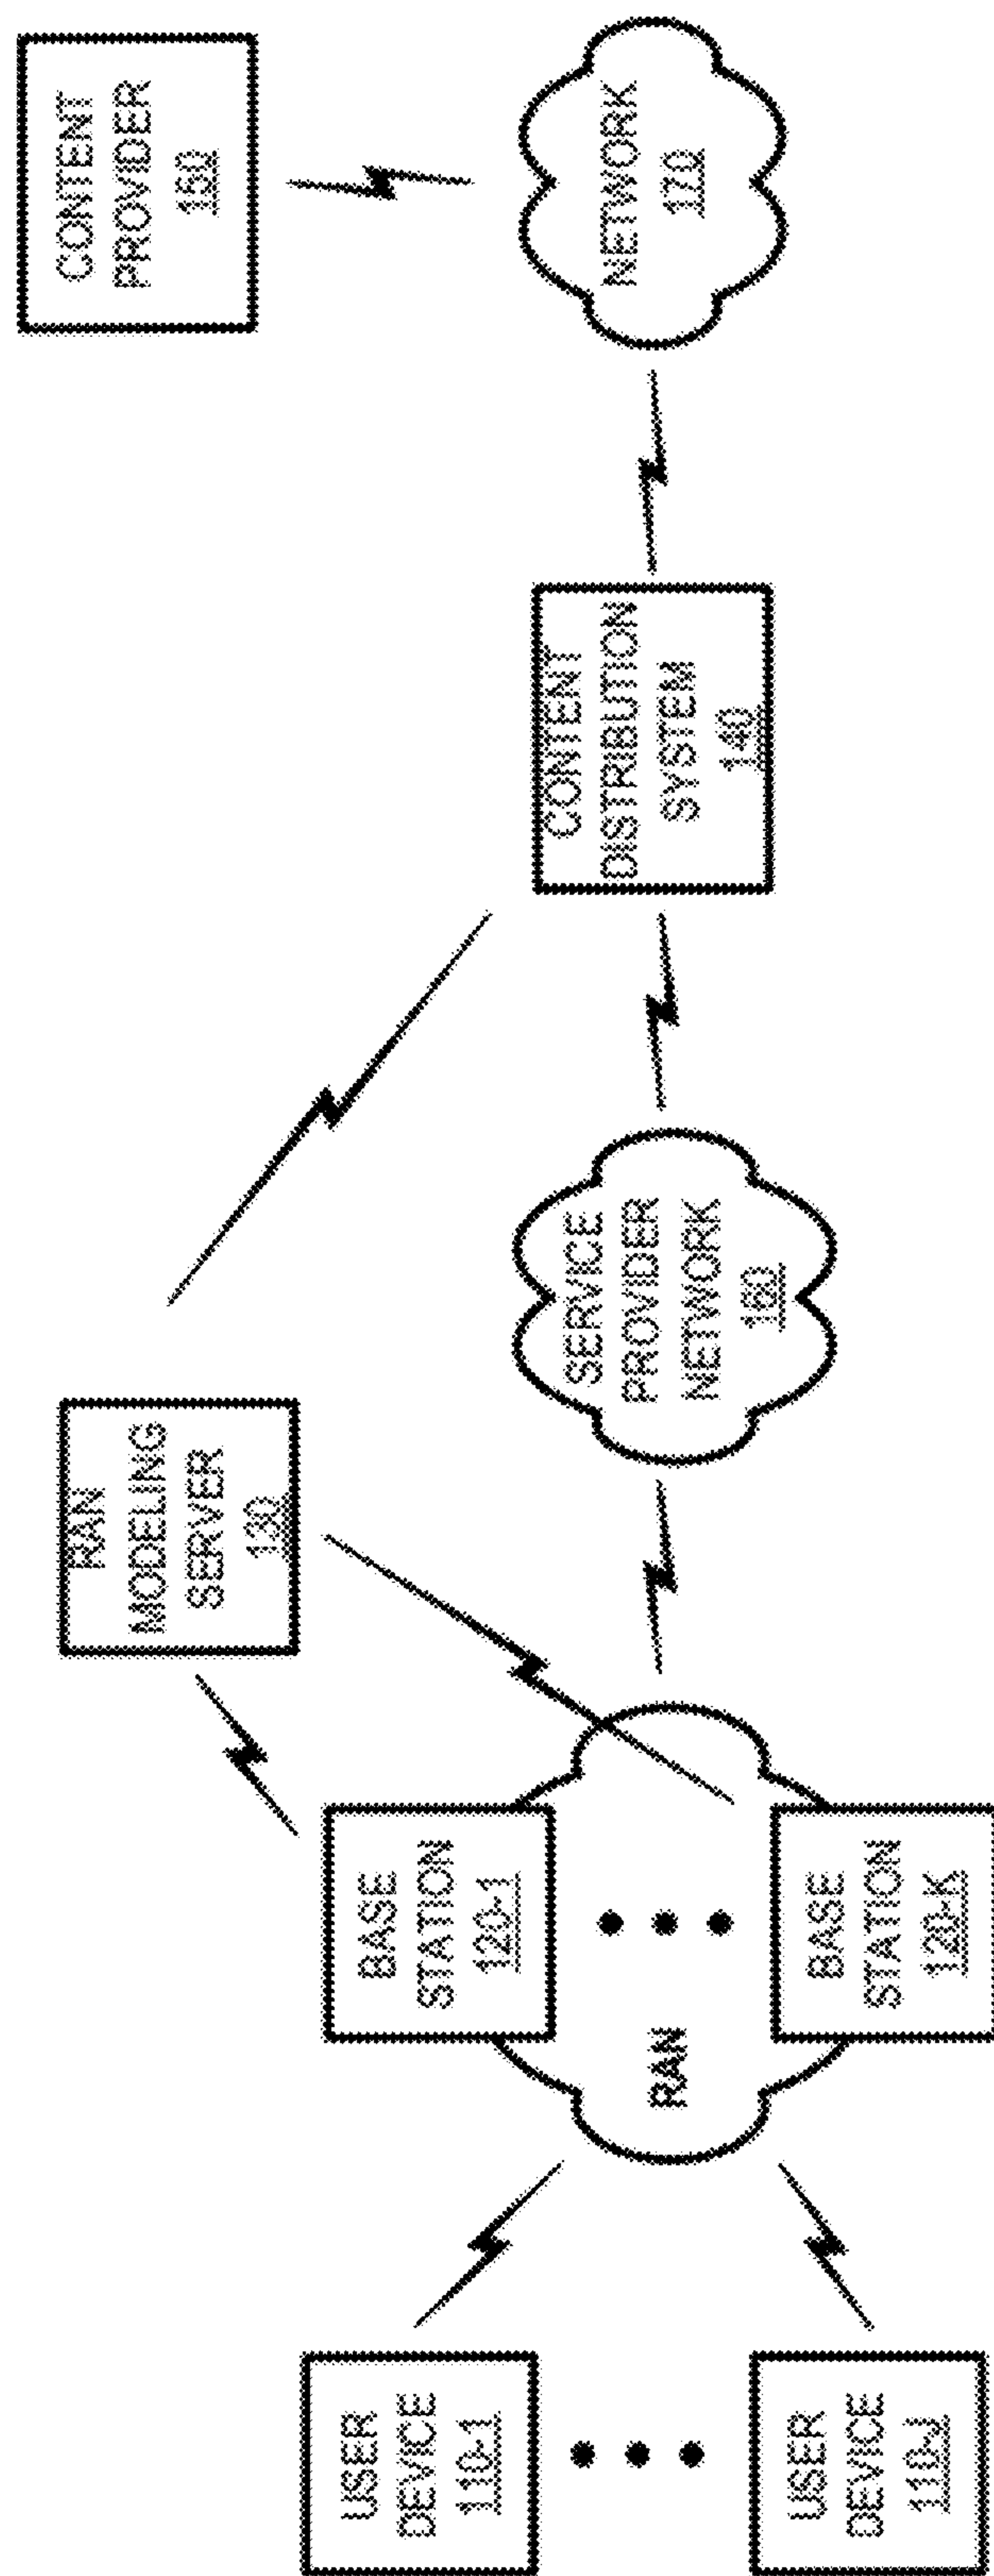 USER
DEVICE
110-1
USER
DEVICE
110-J
BASE
STATION
120-1
RAN
BASE
STATION
120-K
RAN
MODELING
SERVER
130
SERVICE
PROVIDER
NETWORK
160
CONTENT
DISTRIBUTION
SYSTEM
140
CONTENT
PROVIDER
150
NETWORK
170